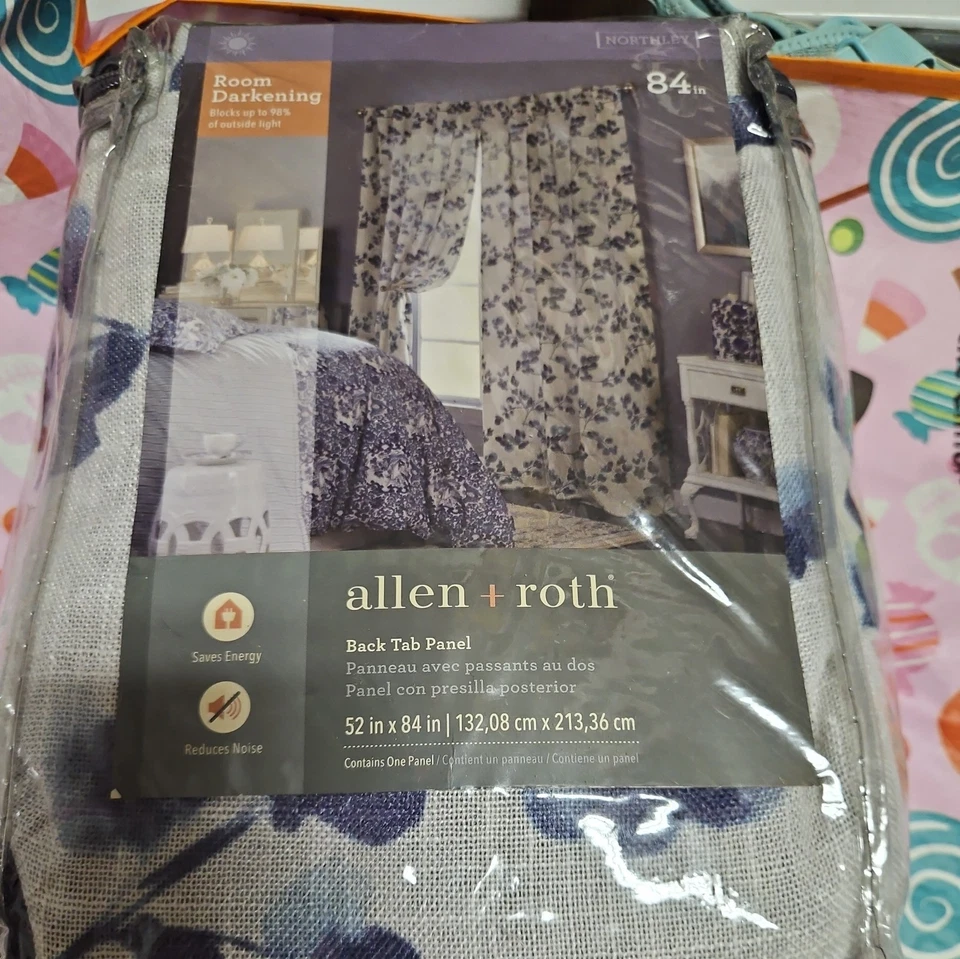 NORTHLEY
84in
Room
Darkening
Blocks up to 98%
of outside light
allen + roth®
Back Tab Panel
Panneau avec passants au dos
Panel con presilla posterior
52 in x 84 in | 132,08 cm x 213,36 cm
Contains One Panel / Contient un panneau / Contiene un panel
Saves Energy
Reduces Noise